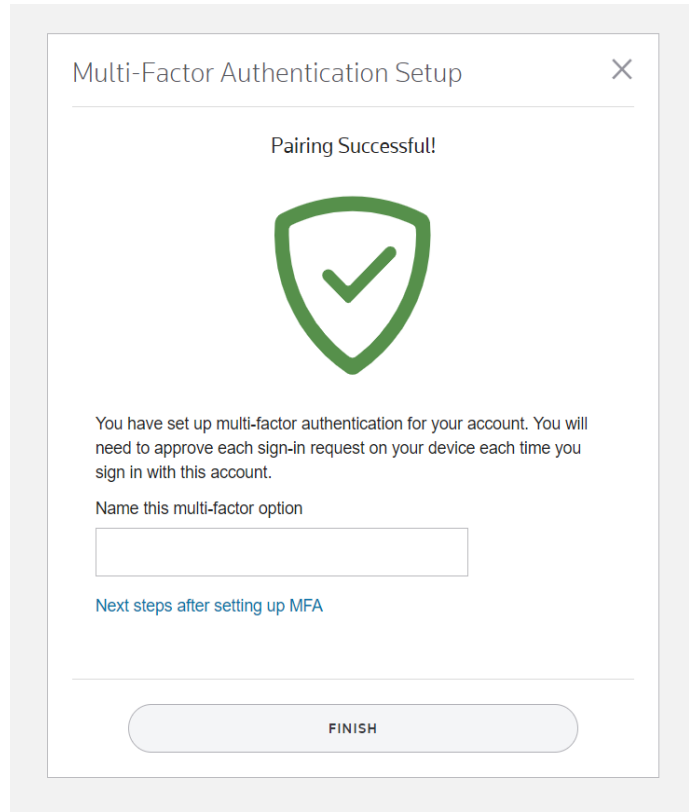 Multi-Factor Authentication Setup
Pairing Successful!
You have set up multi-factor authentication for your account. You will
need to approve each sign-in request on your device each time you
sign in with this account.
Name this multi-factor option
Next steps after setting up MFA
FINISH